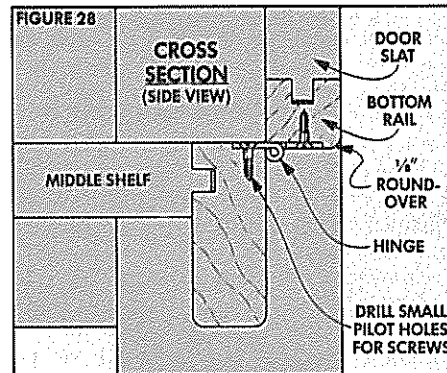 FIGURE 28
CROSS
SECTION
(SIDE VIEW)
DOOR
SLAT
BOTTOM
RAIL
1/8"
ROUND-
OVER
MIDDLE SHELF
HINGE
DRILL SMALL
PILOT HOLES
FOR SCREWS